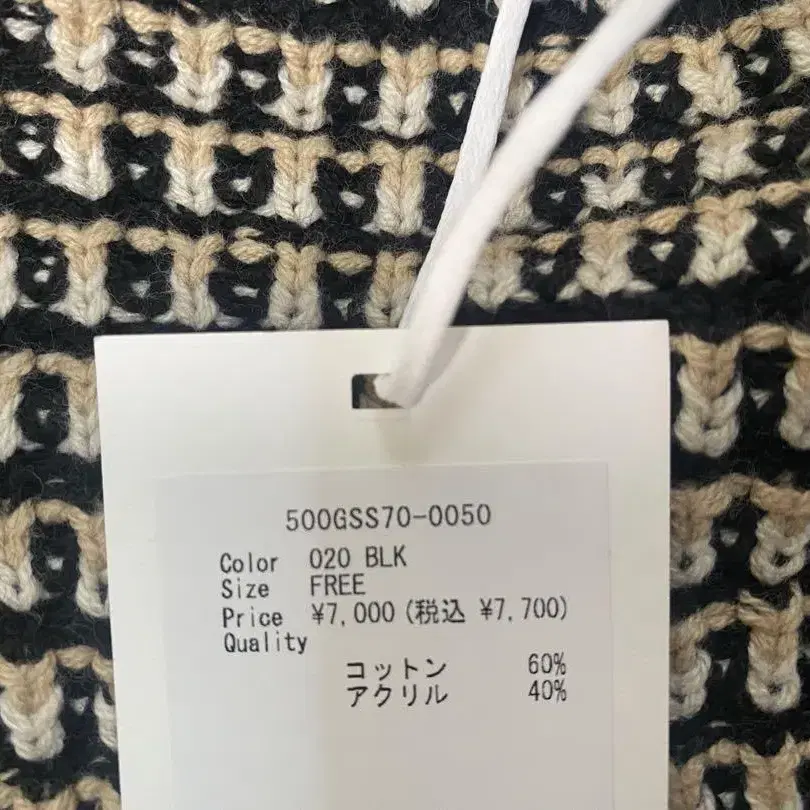 500GSS70-0050
Color 020 BLK
Size FREE
Price ¥7,000(税込 ¥7,700)
Quality
コットン 60%
アクリル 40%